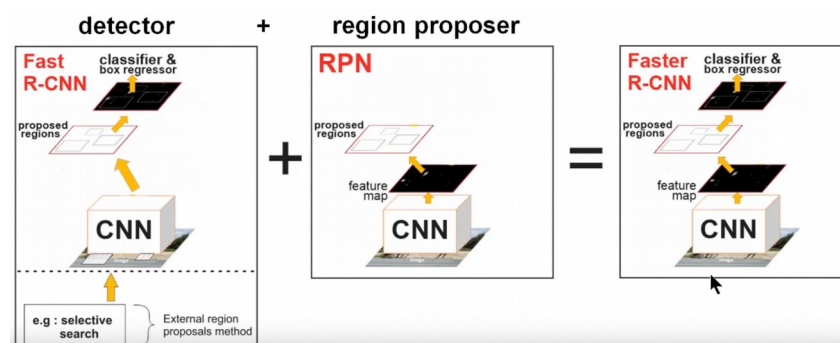 detector + region proposer
Fast
R-CNN
classifier &
box regressor
proposed
regions
CNN
e.g : selective
search
External region
proposals method
+
RPN
proposed
regions
feature
map
CNN
=
Faster
R-CNN
classifier &
box regressor
proposed
regions
feature
map
CNN